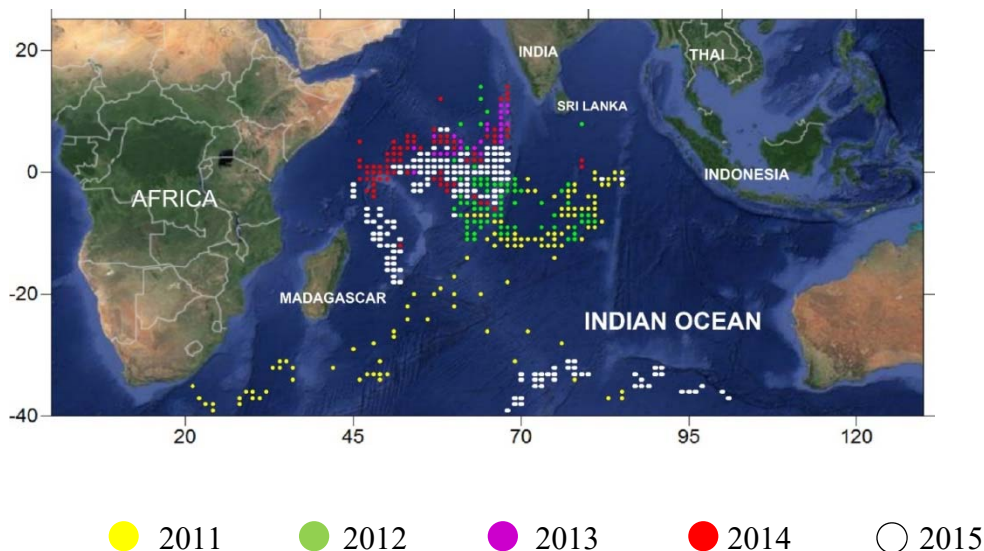 20
INDIA
THAI
SRI LANKA
0
INDONESIA
AFRICA
-20
MADAGASCAR
INDIAN OCEAN
-40
20 45 70 95 120
2011 2012 2013 2014 2015